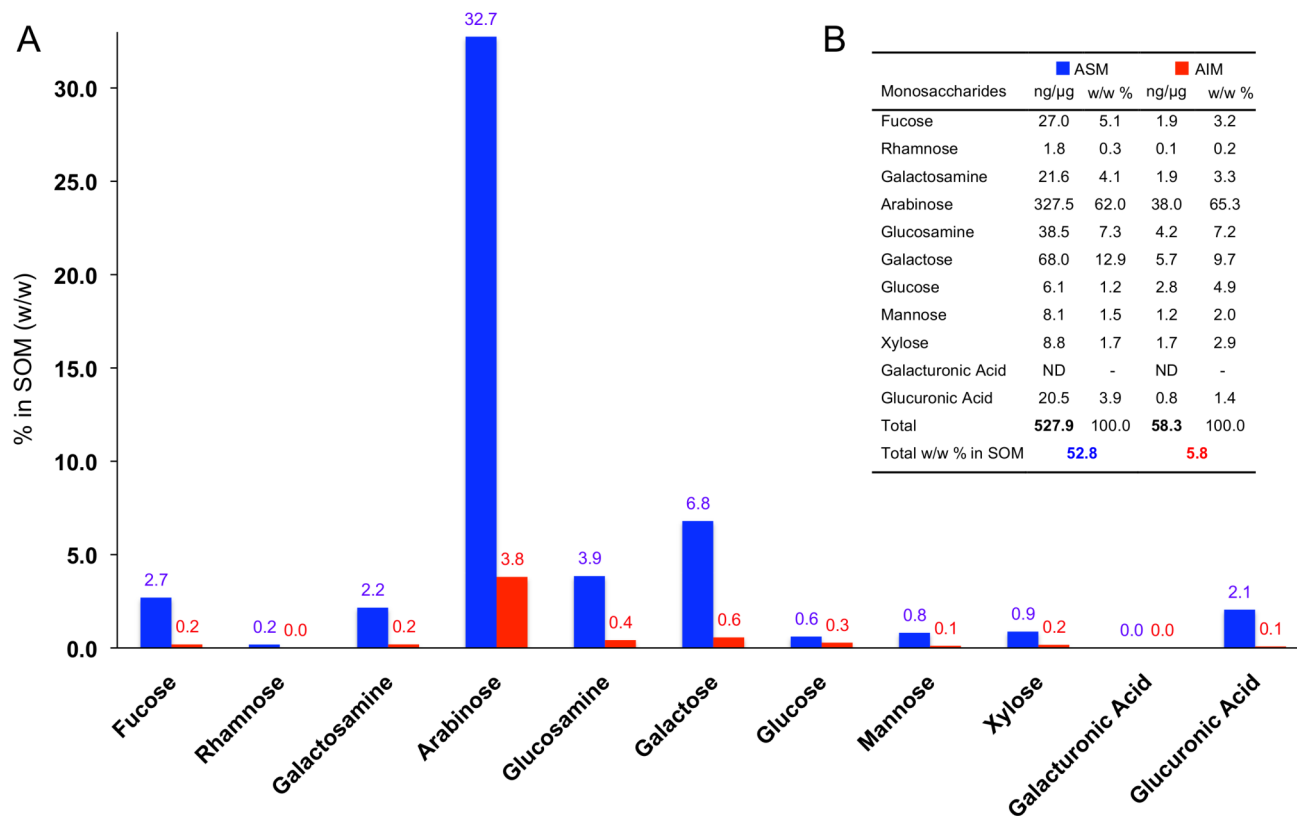 A
% in SOM (w/w)
30.0
25.0
20.0
15.0
10.0
5.0
0.0
2.7 0.2
0.2 0.0
2.2 0.2
32.7 3.8
3.9 0.4
6.8 0.6
0.6 0.3
0.8 0.1
0.9 0.2
0.0 0.0
2.1 0.1
Fucose
Rhamnose
Galactosamine
Arabinose
Glucosamine
Galactose
Glucose
Mannose
Xylose
Galacturonic Acid
Glucuronic Acid
B
ASM AIM
Monosaccharides ng/µg w/w % ng/µg w/w %
Fucose 27.0 5.1 1.9 3.2
Rhamnose 1.8 0.3 0.1 0.2
Galactosamine 21.6 4.1 1.9 3.3
Arabinose 327.5 62.0 38.0 65.3
Glucosamine 38.5 7.3 4.2 7.2
Galactose 68.0 12.9 5.7 9.7
Glucose 6.1 1.2 2.8 4.9
Mannose 8.1 1.5 1.2 2.0
Xylose 8.8 1.7 1.7 2.9
Galacturonic Acid ND - ND -
Glucuronic Acid 20.5 3.9 0.8 1.4
Total 527.9 100.0 58.3 100.0
Total w/w % in SOM 52.8 5.8